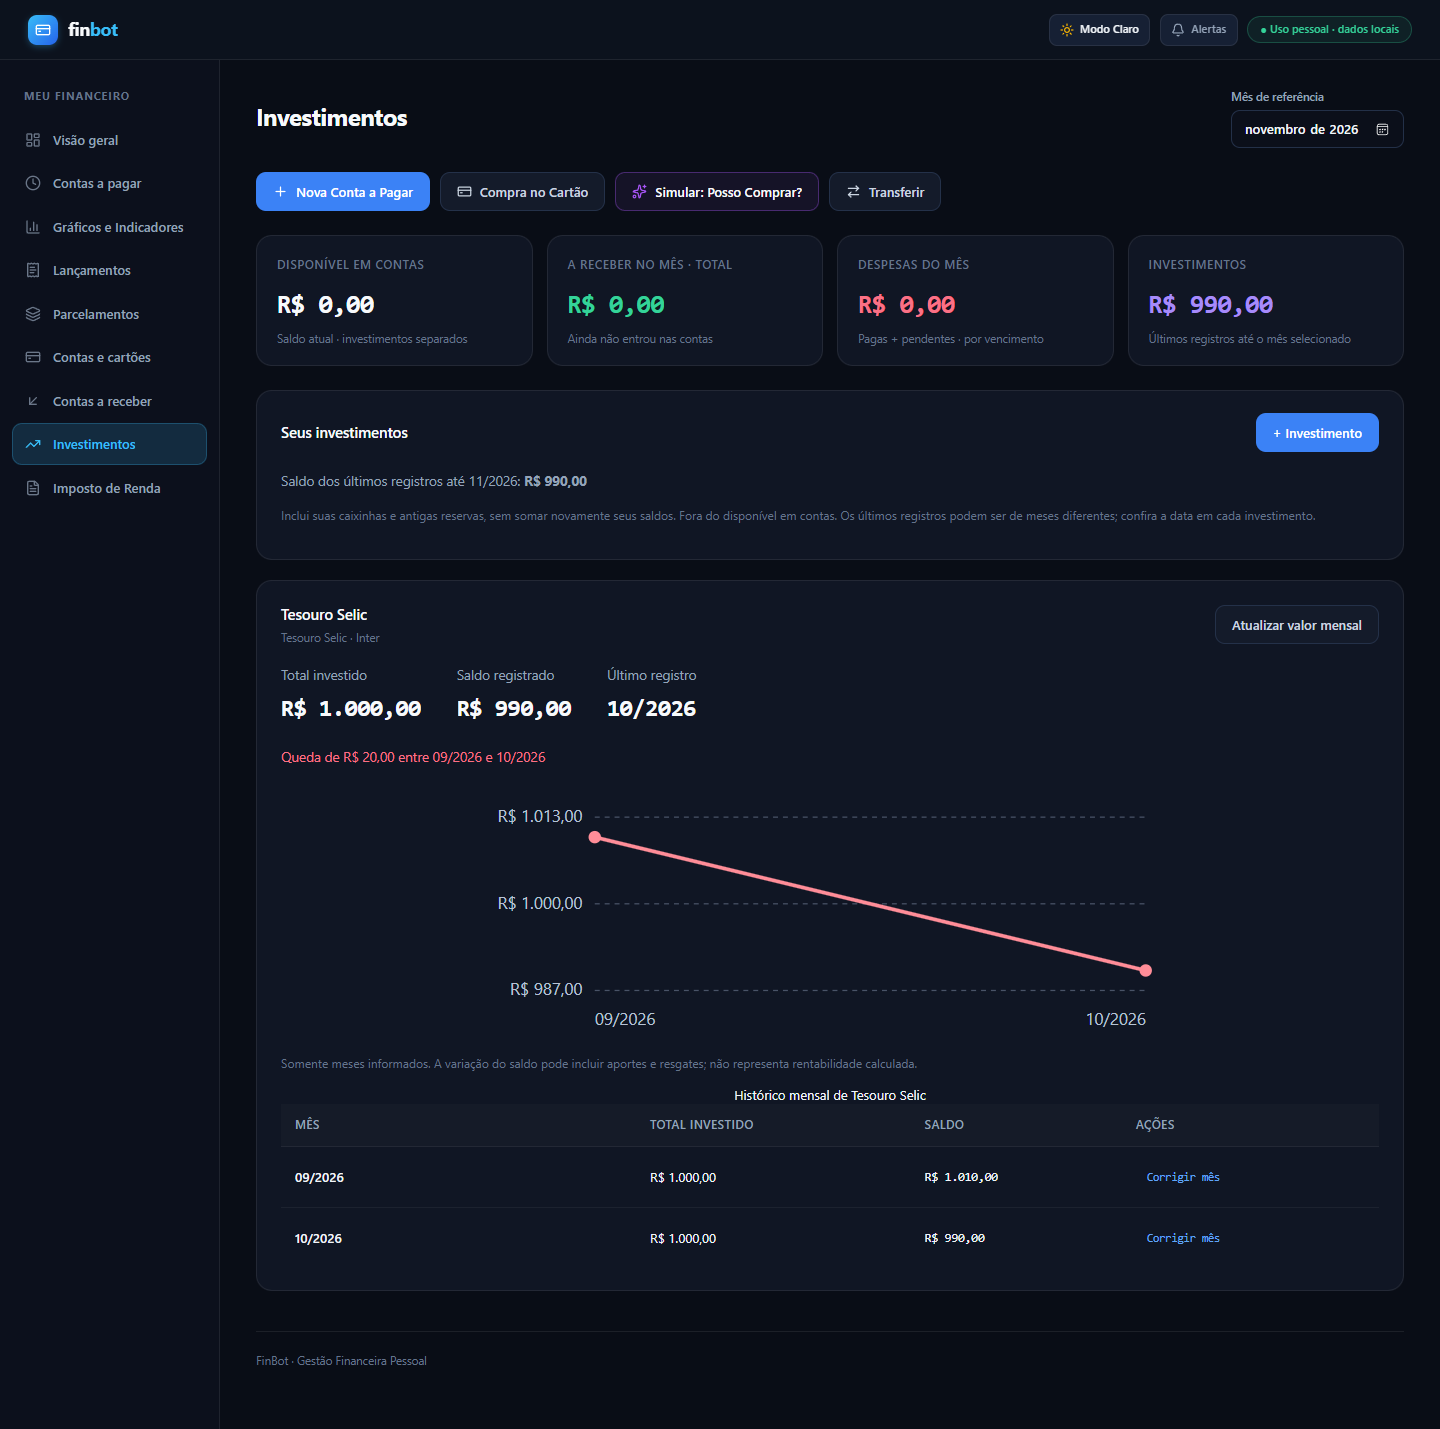 finbot
Modo Claro
Alertas
● Uso pessoal · dados locais
MEU FINANCEIRO
Visão geral
Contas a pagar
Gráficos e Indicadores
Lançamentos
Parcelamentos
Contas e cartões
Contas a receber
Investimentos
Imposto de Renda
Investimentos
Mês de referência
novembro de 2026
Nova Conta a Pagar
Compra no Cartão
Simular: Posso Comprar?
Transferir
DISPONÍVEL EM CONTAS
R$ 0,00
Saldo atual · investimentos separados
A RECEBER NO MÊS · TOTAL
R$ 0,00
Ainda não entrou nas contas
DESPESAS DO MÊS
R$ 0,00
Pagas + pendentes · por vencimento
INVESTIMENTOS
R$ 990,00
Últimos registros até o mês selecionado
Seus investimentos
+ Investimento
Saldo dos últimos registros até 11/2026: R$ 990,00
Inclui suas caixinhas e antigas reservas, sem somar novamente seus saldos. Fora do disponível em contas. Os últimos registros podem ser de meses diferentes; confira a data em cada investimento.
Tesouro Selic
Tesouro Selic · Inter
Atualizar valor mensal
Total investido
R$ 1.000,00
Saldo registrado
R$ 990,00
Último registro
10/2026
Queda de R$ 20,00 entre 09/2026 e 10/2026
R$ 1.013,00
R$ 1.000,00
R$ 987,00
09/2026
10/2026
Somente meses informados. A variação do saldo pode incluir aportes e resgates; não representa rentabilidade calculada.
Histórico mensal de Tesouro Selic
MÊS TOTAL INVESTIDO SALDO AÇÕES
09/2026 R$ 1.000,00 R$ 1.010,00 Corrigir mês
10/2026 R$ 1.000,00 R$ 990,00 Corrigir mês
FinBot · Gestão Financeira Pessoal